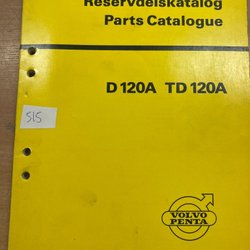 Reservdelskatalog
Parts Catalogue
D 120A TD 120A
515
VOLVO
PENTA